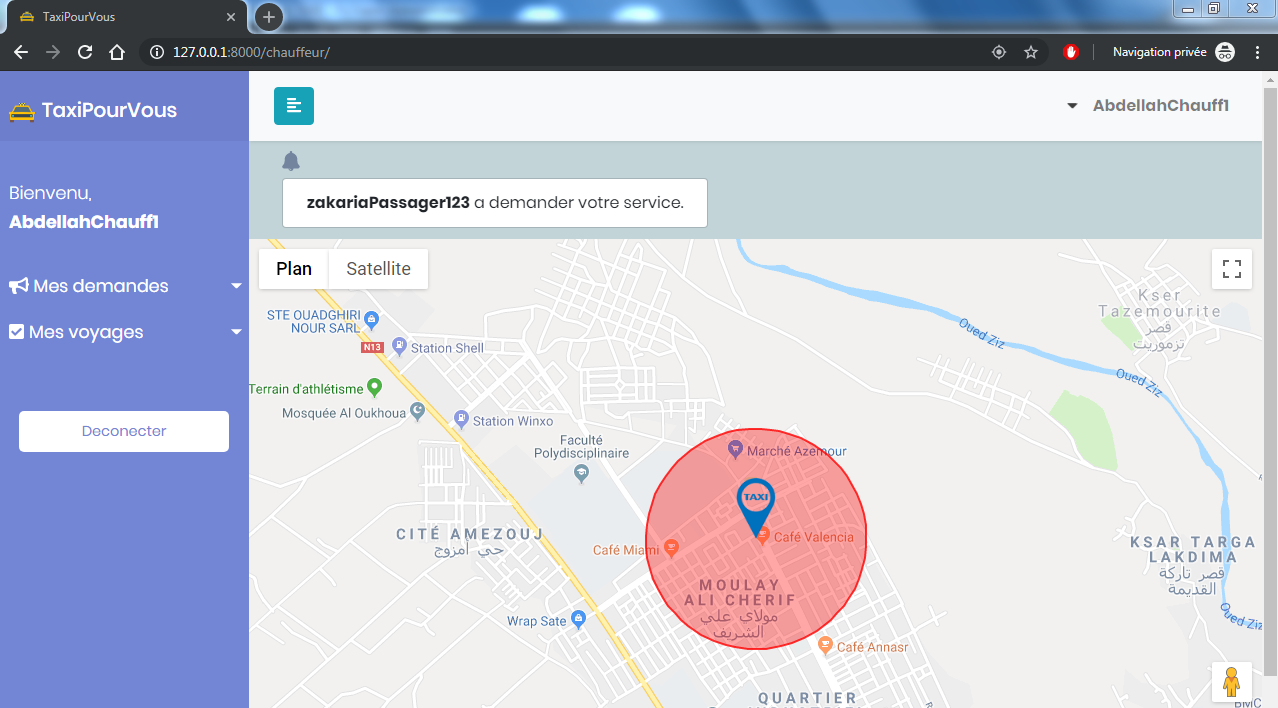 TaxiPourVous
127.0.0.1:8000/chauffeur/
Navigation privée
TaxiPourVous
AbdellahChauff1
Bienvenu,
AbdellahChauff1
Mes demandes
Mes voyages
Deconecter
zakariaPassager123 a demander votre service.
Plan
Satellite
STE OUADGHIRI
NOUR SARL
N13
Station Shell
Terrain d'athlétisme
Mosquée Al Oukhoua
Station Winxo
Faculté
Polydisciplinaire
Oued Ziz
Oued Ziz
Kser
Tazemourite
قصر
تزموريت
Marché Azemour
TAXI
Café Valencia
Café Miami
CITÉ AMEZOUJ
حي أمزوج
MOULAY
ALI CHERIF
مولاي علي
الشريف
KSAR TARGA
LAKDIMA
قصر تاركة
القديمة
Oued Ziz
Wrap Sate
Café Annasr
QUARTIER
BMC